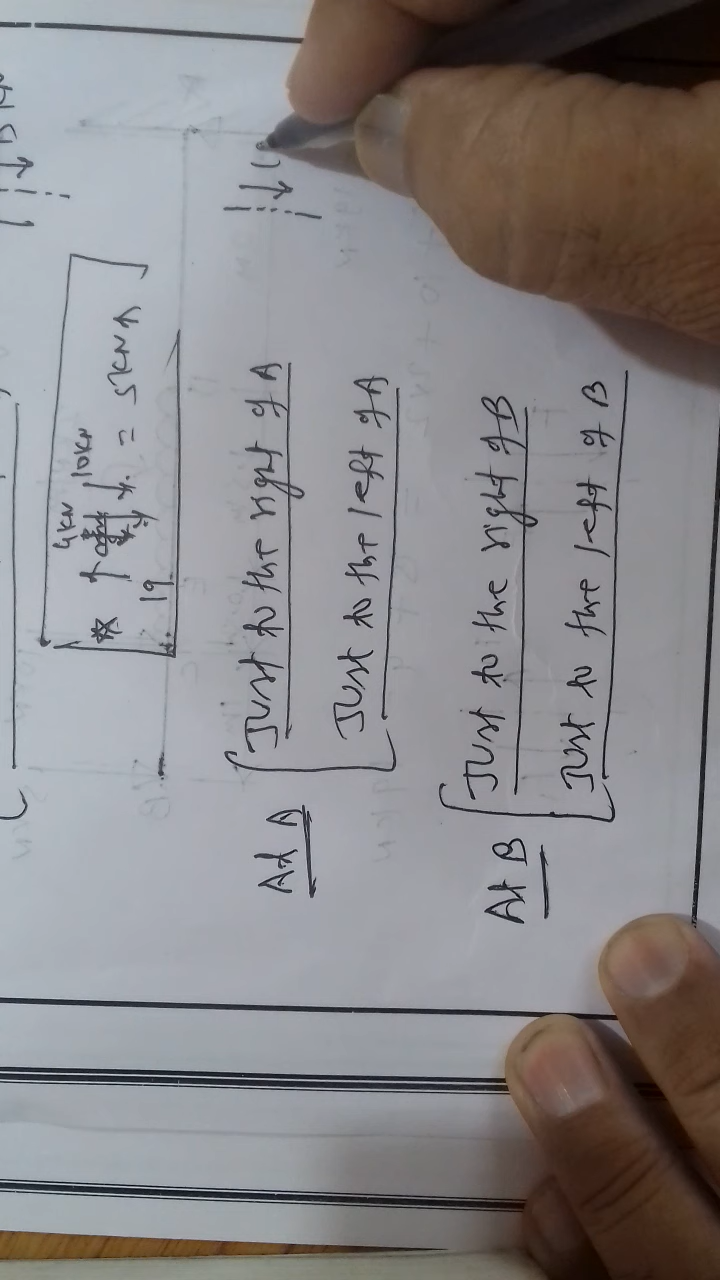 * 4KN 10KN
19 = 5KN
At A
Just to the right of A
Just to the left of A
At B
Just to the right of B
Just to the left of B